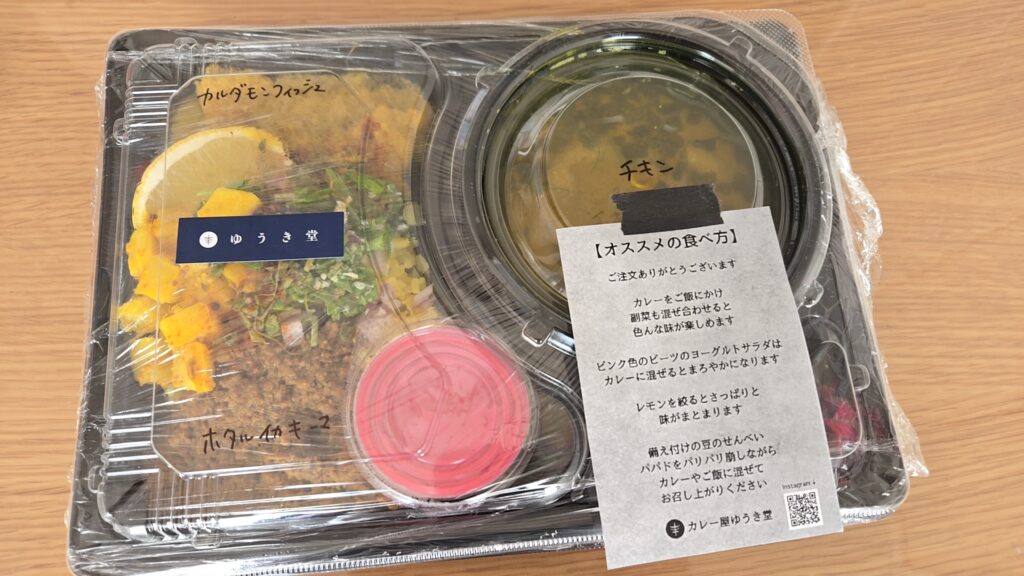 カルダモンフィッシュ
チキン
ゆうき堂
ホタルイカキーマ
【オススメの食べ方】
ご注文ありがとうございます
カレーをご飯にかけ
副菜も混ぜ合わせると
色んな味が楽しめます
ピンク色のビーツのヨーグルトサラダは
カレーに混ぜるとまろやかになります
レモンを絞るとさっぱりと
味がまとまります
備え付けの豆のせんべい
パパドをバリバリ崩しながら
カレーやご飯に混ぜて
お召し上がりください
Instagram↓
カレー屋ゆうき堂